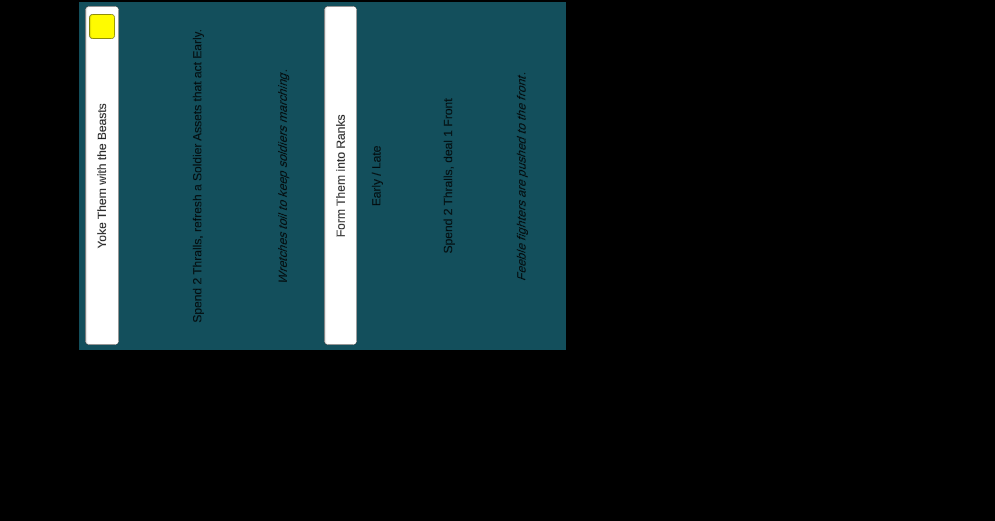 Yoke Them with the Beasts
Spend 2 Thralls, refresh a Soldier Assets that act Early.
Wretches toil to keep soldiers marching.
Form Them into Ranks
Early / Late
Spend 2 Thralls, deal 1 Front
Feeble fighters are pushed to the front.